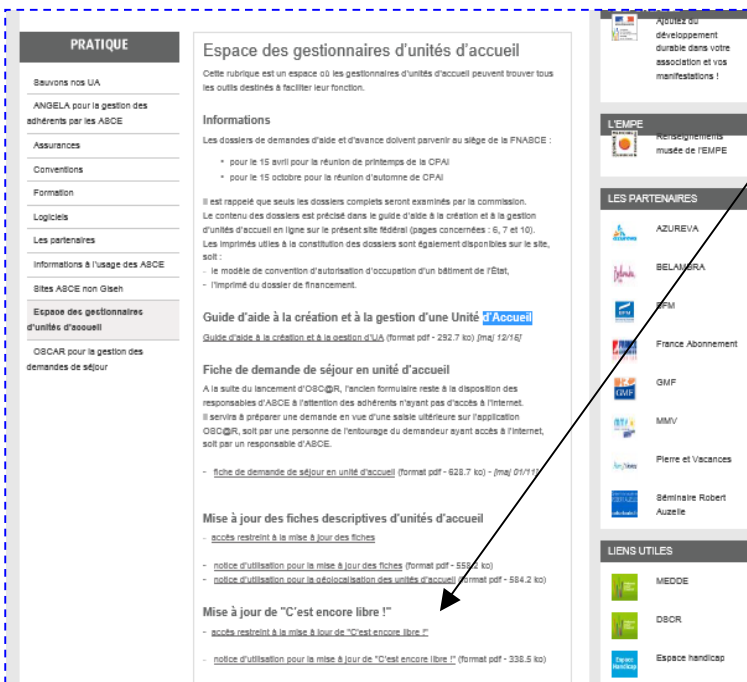 PRATIQUE
Sauvons nos UA
ANGELA pour la gestion des
adhérents par les ASCE
Assurances
Conventions
Formation
Logiciels
Les partenaires
Informations à l'usage des ASCE
Sites ASCE non Giseh
Espace des gestionnaires
d'unités d'accueil
OSCAR pour la gestion des
demandes de séjour
Espace des gestionnaires d'unités d'accueil
Cette rubrique est un espace où les gestionnaires d'unités d'accueil peuvent trouver tous
les outils destinés à faciliter leur fonction.
Informations
Les dossiers de demandes d'aide et d'avance doivent parvenir au siège de la FNASCE :
• pour le 15 avril pour la réunion de printemps de la CPAI
• pour le 15 octobre pour la réunion d'automne de CPAI
Il est rappelé que seuls les dossiers complets seront examinés par la commission.
Le contenu des dossiers est précisé dans le guide d'aide à la création et à la gestion
d'unités d'accueil en ligne sur le présent site fédéral (pages concernées : 6, 7 et 10).
Les imprimés utiles à la constitution des dossiers sont également disponibles sur le site,
soit :
- le modèle de convention d'autorisation d'occupation d'un bâtiment de l'État,
- l'imprimé du dossier de financement.
Guide d'aide à la création et à la gestion d'une Unité d'Accueil
Guide d'aide à la création et à la gestion d'UA (format pdf - 292.7 ko) [maj 12/16]
Fiche de demande de séjour en unité d'accueil
A la suite du lancement d'OSC@R, l'ancien formulaire reste à la disposition des
responsables d'ASCE à l'attention des adhérents n'ayant pas d'accès à l'Internet.
Il servira à préparer une demande en vue d'une saisie ultérieure sur l'application
OSC@R, soit par une personne de l'entourage du demandeur ayant accès à l'Internet,
soit par un responsable d'ASCE.
- fiche de demande de séjour en unité d'accueil (format pdf - 628.7 ko) - [maj 01/11]
Mise à jour des fiches descriptives d'unités d'accueil
- accès restreint à la mise à jour des fiches
- notice d'utilisation pour la mise à jour des fiches (format pdf - 558.2 ko)
- notice d'utilisation pour la géolocalisation des unités d'accueil (format pdf - 584.2 ko)
Mise à jour de "C'est encore libre !"
- accès restreint à la mise à jour de "C'est encore libre !"
- notice d'utilisation pour la mise à jour de "C'est encore libre !" (format pdf - 338.5 ko)
Ajoutez du
développement
durable dans votre
association et vos
manifestations !
L'EMPE
Renseignements
musée de l'EMPE
LES PARTENAIRES
AZUREVA
BELAMBRA
BFM
France Abonnement
GMF
MMV
Pierre et Vacances
Séminaire Robert
Auzelle
LIENS UTILES
MEDDE
DSCR
Espace handicap